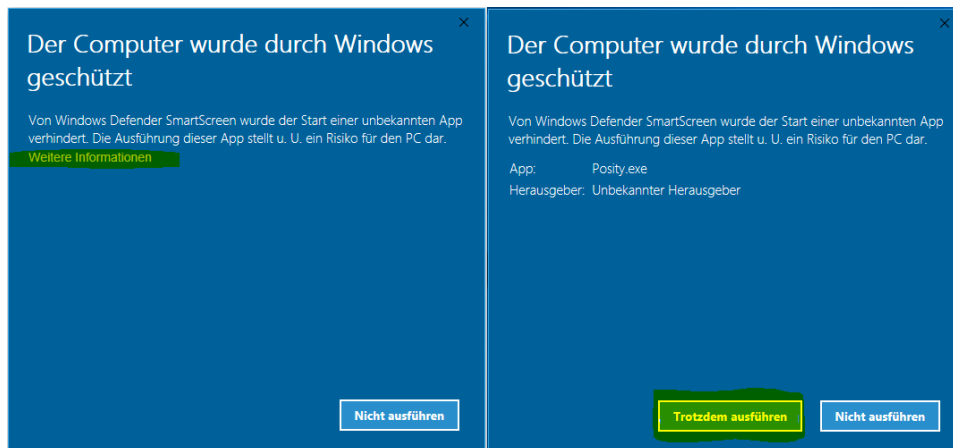 Der Computer wurde durch Windows
geschützt
Von Windows Defender SmartScreen wurde der Start einer unbekannten App
verhindert. Die Ausführung dieser App stellt u. U. ein Risiko für den PC dar.
Weitere Informationen
Nicht ausführen
Der Computer wurde durch Windows
geschützt
Von Windows Defender SmartScreen wurde der Start einer unbekannten App
verhindert. Die Ausführung dieser App stellt u. U. ein Risiko für den PC dar.
App: Posity.exe
Herausgeber: Unbekannter Herausgeber
Trotzdem ausführen Nicht ausführen